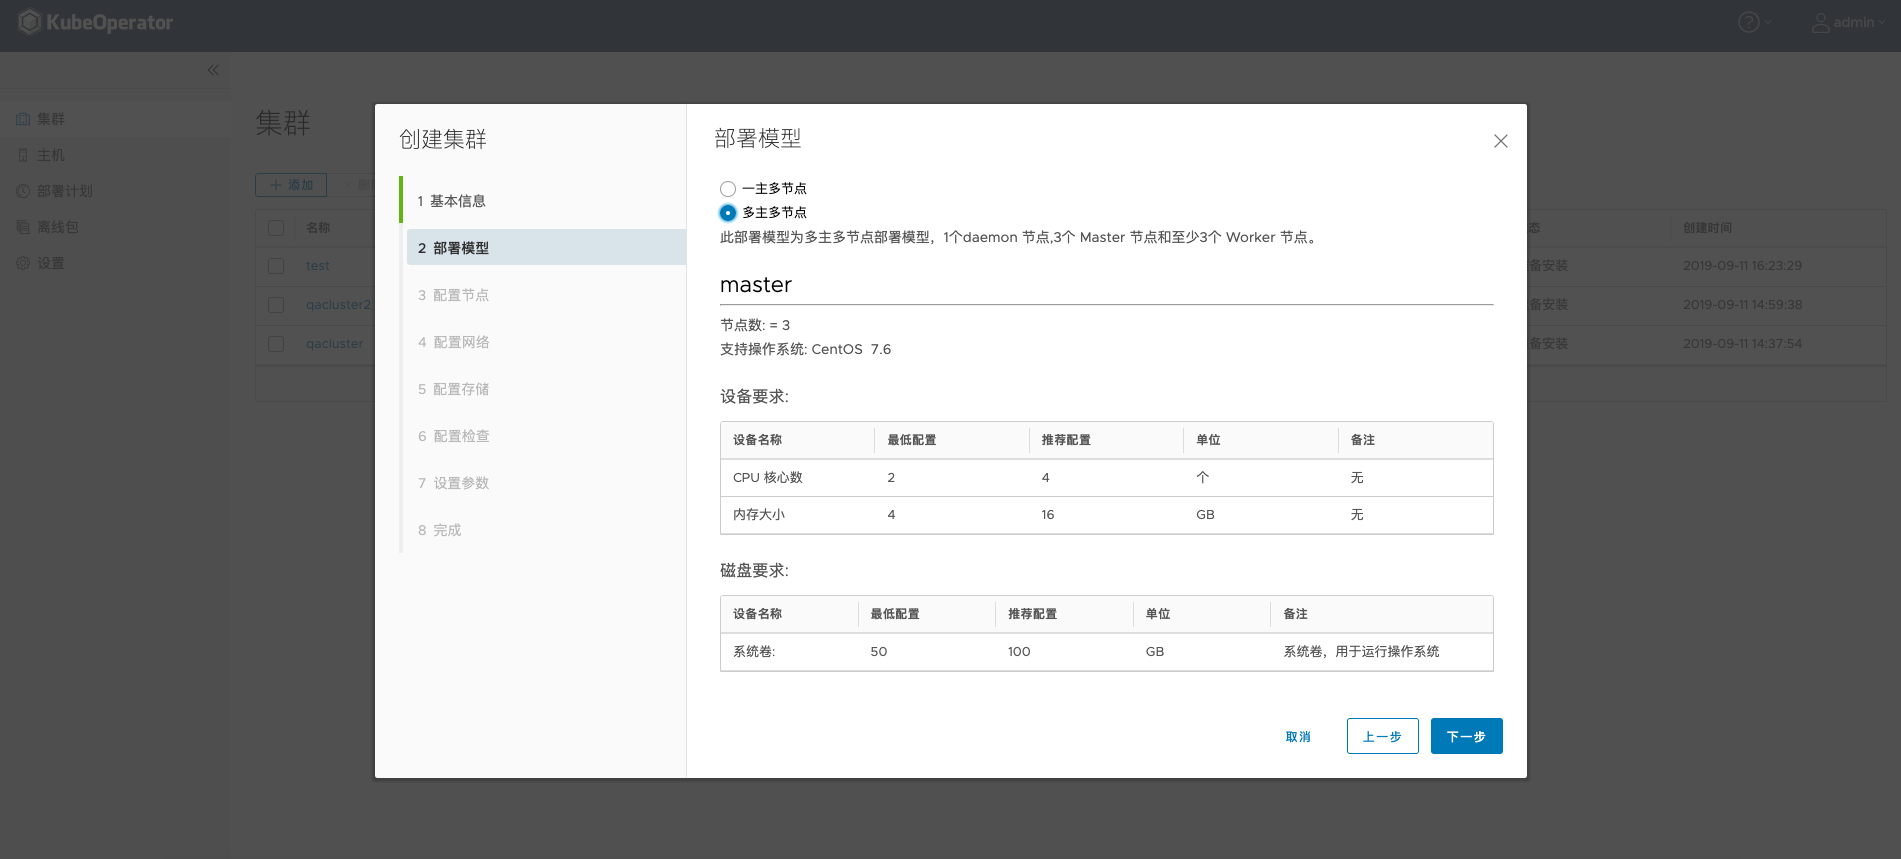 KubeOperator
admin
集群
主机
部署计划
离线包
设置
集群
添加
名称
创建时间
test
备安装
2019-09-11 16:23:29
qacluster2
备安装
2019-09-11 14:59:38
qacluster
备安装
2019-09-11 14:37:54
创建集群
1 基本信息
2 部署模型
3 配置节点
4 配置网络
5 配置存储
6 配置检查
7 设置参数
8 完成
部署模型
一主多节点
多主多节点
此部署模型为多主多节点部署模型，1个daemon 节点,3个 Master 节点和至少3个 Worker 节点。
master
节点数: = 3
支持操作系统: CentOS 7.6
设备要求:
设备名称 最低配置 推荐配置 单位 备注
CPU 核心数 2 4 个 无
内存大小 4 16 GB 无
磁盘要求:
设备名称 最低配置 推荐配置 单位 备注
系统卷: 50 100 GB 系统卷，用于运行操作系统
取消 上一步 下一步